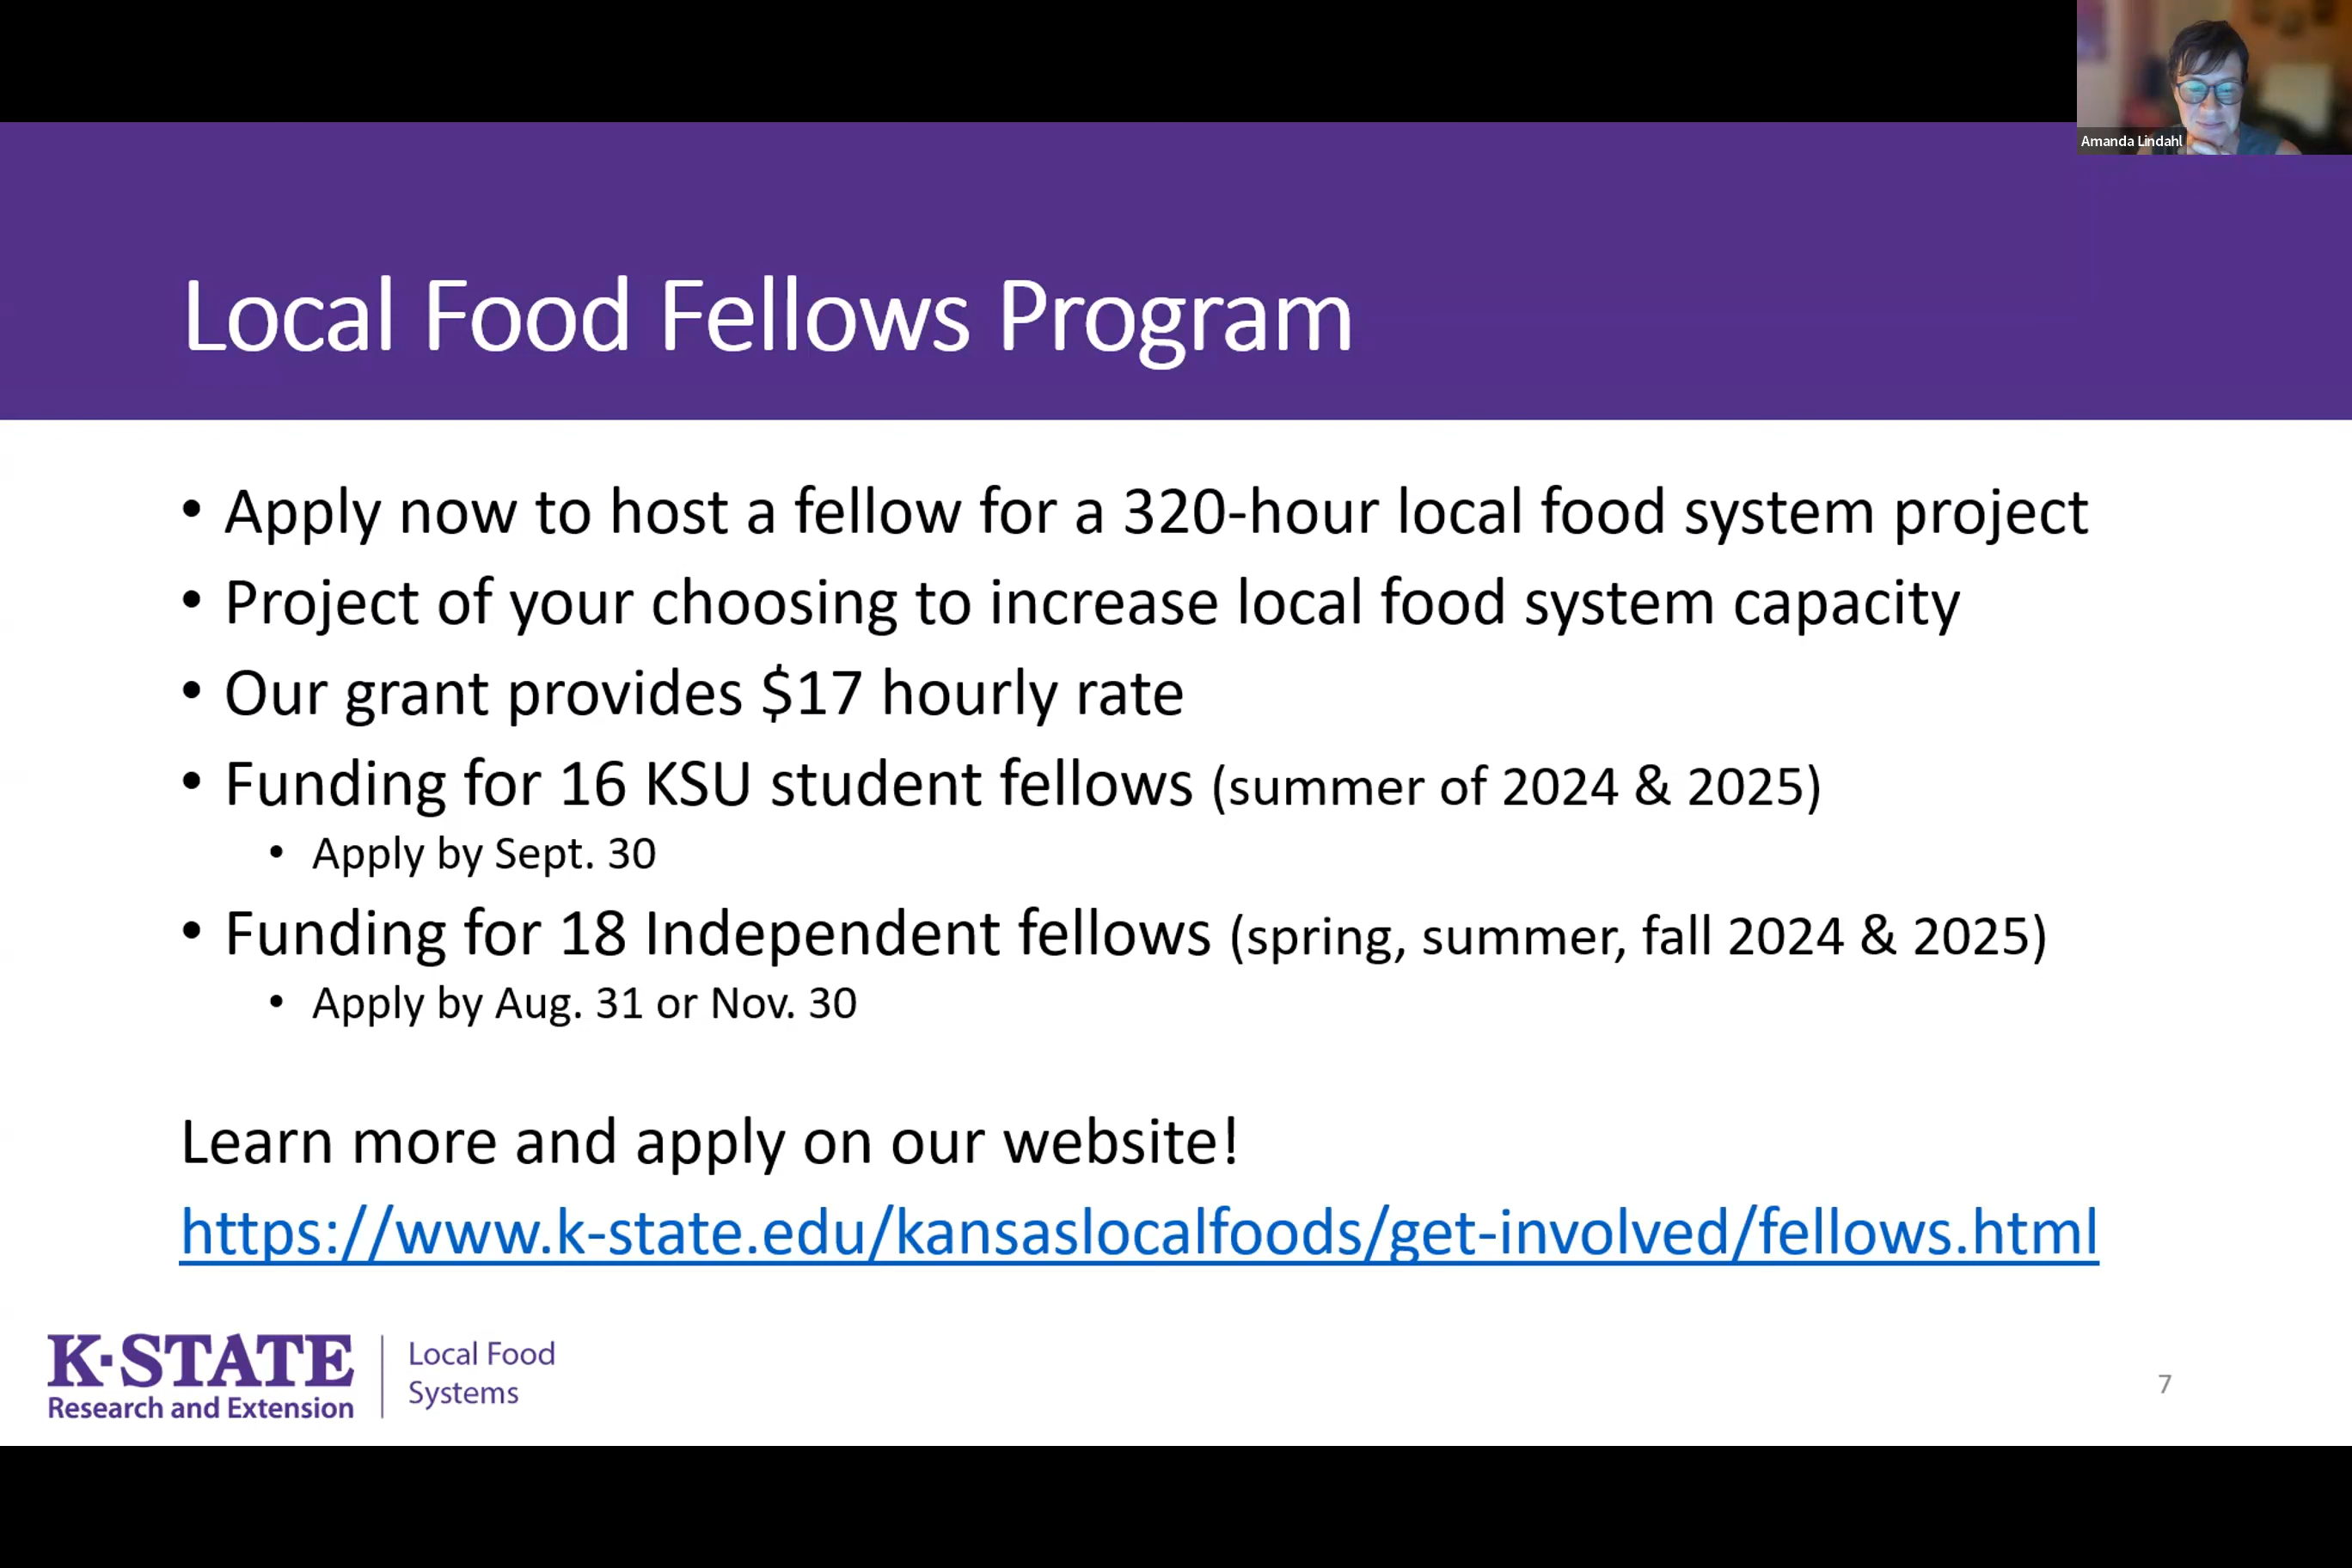 Amanda Lindahl
Local Food Fellows Program
• Apply now to host a fellow for a 320-hour local food system project
• Project of your choosing to increase local food system capacity
• Our grant provides $17 hourly rate
• Funding for 16 KSU student fellows (summer of 2024 & 2025)
• Apply by Sept. 30
• Funding for 18 Independent fellows (spring, summer, fall 2024 & 2025)
• Apply by Aug. 31 or Nov. 30
Learn more and apply on our website!
https://www.k-state.edu/kansaslocalfoods/get-involved/fellows.html
K-STATE
Research and Extension
Local Food
Systems
7